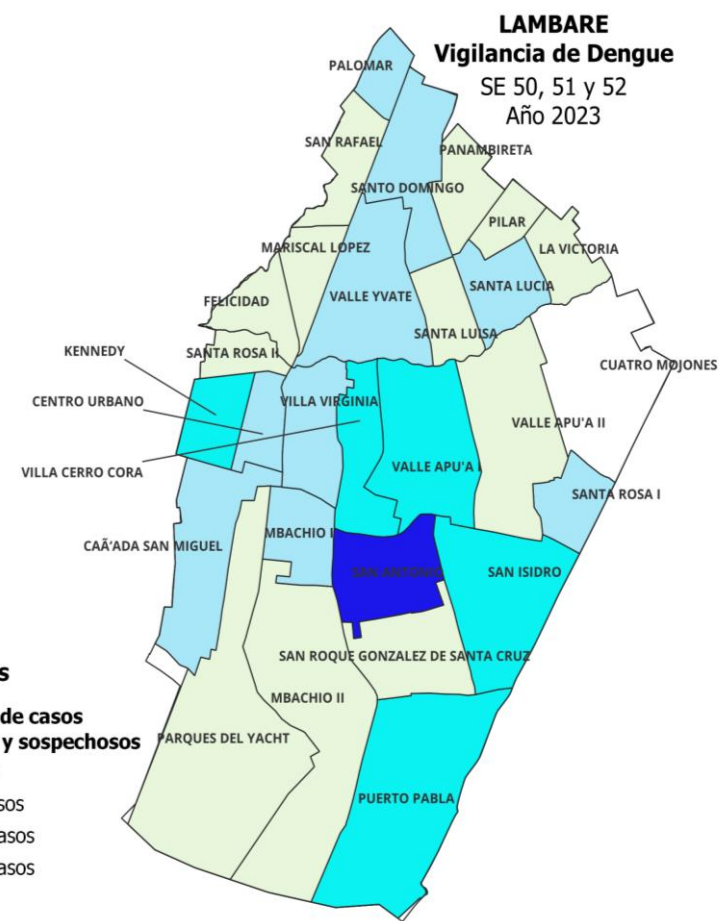 LAMBARE
Vigilancia de Dengue
SE 50, 51 y 52
Año 2023
PALOMAR
SAN RAFAEL
PANAMBIRETA
SANTO DOMINGO
PILAR
MARISCAL LOPEZ
LA VICTORIA
FELICIDAD
VALLE YVATE
SANTA LUCIA
SANTA LUISA
KENNEDY
SANTA ROSA II
CUATRO MOJONES
CENTRO URBANO
VILLA VIRGINIA
VALLE APU'A II
VILLA CERRO CORA
VALLE APU'A I
SANTA ROSA I
CAÃ'ADA SAN MIGUEL
MBACHIO I
SAN ANTONIO
SAN ISIDRO
SAN ROQUE GONZALEZ DE SANTA CRUZ
MBACHIO II
PARQUES DEL YACHT
PUERTO PABLA
de casos
y sospechosos
asos
asos